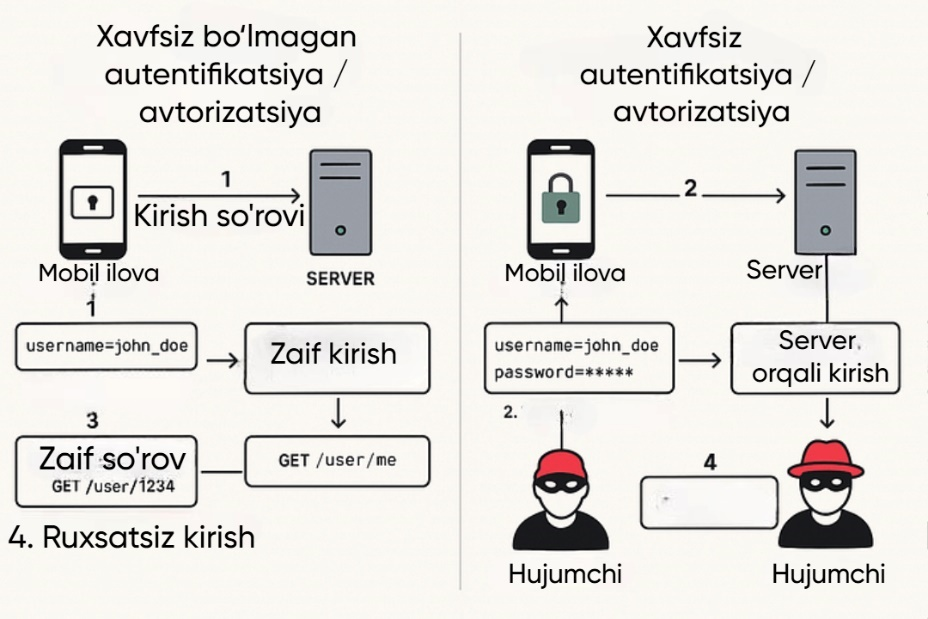 Xavfsiz bo‘lmagan
autentifikatsiya /
avtorizatsiya
1
Kirish so'rovi
Mobil ilova
SERVER
1
username=john_doe
Zaif kirish
3
Zaif so'rov
GET /user/1234
GET /user/me
4. Ruxsatsiz kirish
Xavfsiz
autentifikatsiya /
avtorizatsiya
2
Mobil ilova
Server
username=john_doe
password=*****
Server
orqali kirish
2.
4
Hujumchi
Hujumchi